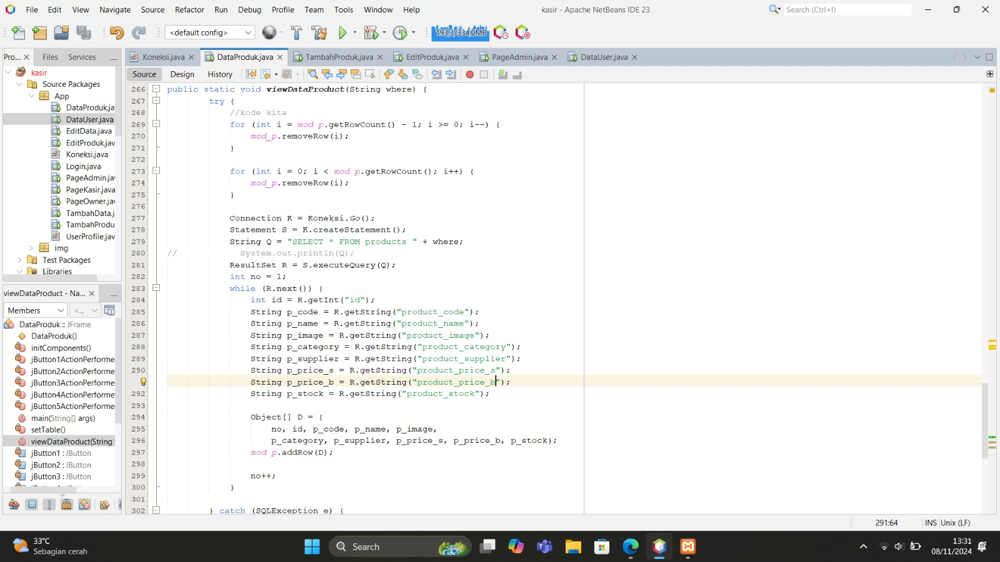 File Edit View Navigate Source Refactor Run Debug Profile Team Tools Window Help
kasir - Apache NetBeans IDE 23
Search (Ctrl+I)
<default config>
193,3/334,0MB
Pro... Files Services
Koneksi.java DataProduk.java TambahProduk.java EditProduk.java PageAdmin.java DataUser.java
Source Design History
kasir
Source Packages
App
DataProduk.ja
DataUser.java
EditData.java
EditProduk.jav
Koneksi.java
Login.java
PageAdmin.ja
PageKasir.java
PageOwner.jav
TambahData.j
TambahProdu
UserProfile.jav
img
Test Packages
Libraries
viewDataProduct - Na...
Members <...
DataProduk :: JFrame
DataProduk()
initComponents()
jButton1ActionPerforme
jButton2ActionPerforme
jButton3ActionPerforme
jButton4ActionPerforme
jButton5ActionPerforme
main(String[] args)
setTable()
viewDataProduct(String
jButton1 : JButton
jButton2 : JButton
jButton3 : JButton
266 public static void viewDataProduct(String where) {
267 try {
268 //kode kita
269 for (int i = mod_p.getRowCount() - 1; i >= 0; i--) {
270 mod_p.removeRow(i);
271 }
272
273 for (int i = 0; i < mod_p.getRowCount(); i++) {
274 mod_p.removeRow(i);
275 }
276
277 Connection K = Koneksi.Go();
278 Statement S = K.createStatement();
279 String Q = "SELECT * FROM products " + where;
280 // System.out.println(Q);
281 ResultSet R = S.executeQuery(Q);
282 int no = 1;
283 while (R.next()) {
284 int id = R.getInt("id");
285 String p_code = R.getString("product_code");
286 String p_name = R.getString("product_name");
287 String p_image = R.getString("product_image");
288 String p_category = R.getString("product_category");
289 String p_supplier = R.getString("product_supplier");
290 String p_price_s = R.getString("product_price_s");
String p_price_b = R.getString("product_price_b");
292 String p_stock = R.getString("product_stock");
293
294 Object[] D = {
295 no, id, p_code, p_name, p_image,
296 p_category, p_supplier, p_price_s, p_price_b, p_stock};
297 mod_p.addRow(D);
298
299 no++;
300 }
301
302 } catch (SQLException e) {
291:64 INS Unix (LF)
33°C
Sebagian cerah
Search
13:31
08/11/2024